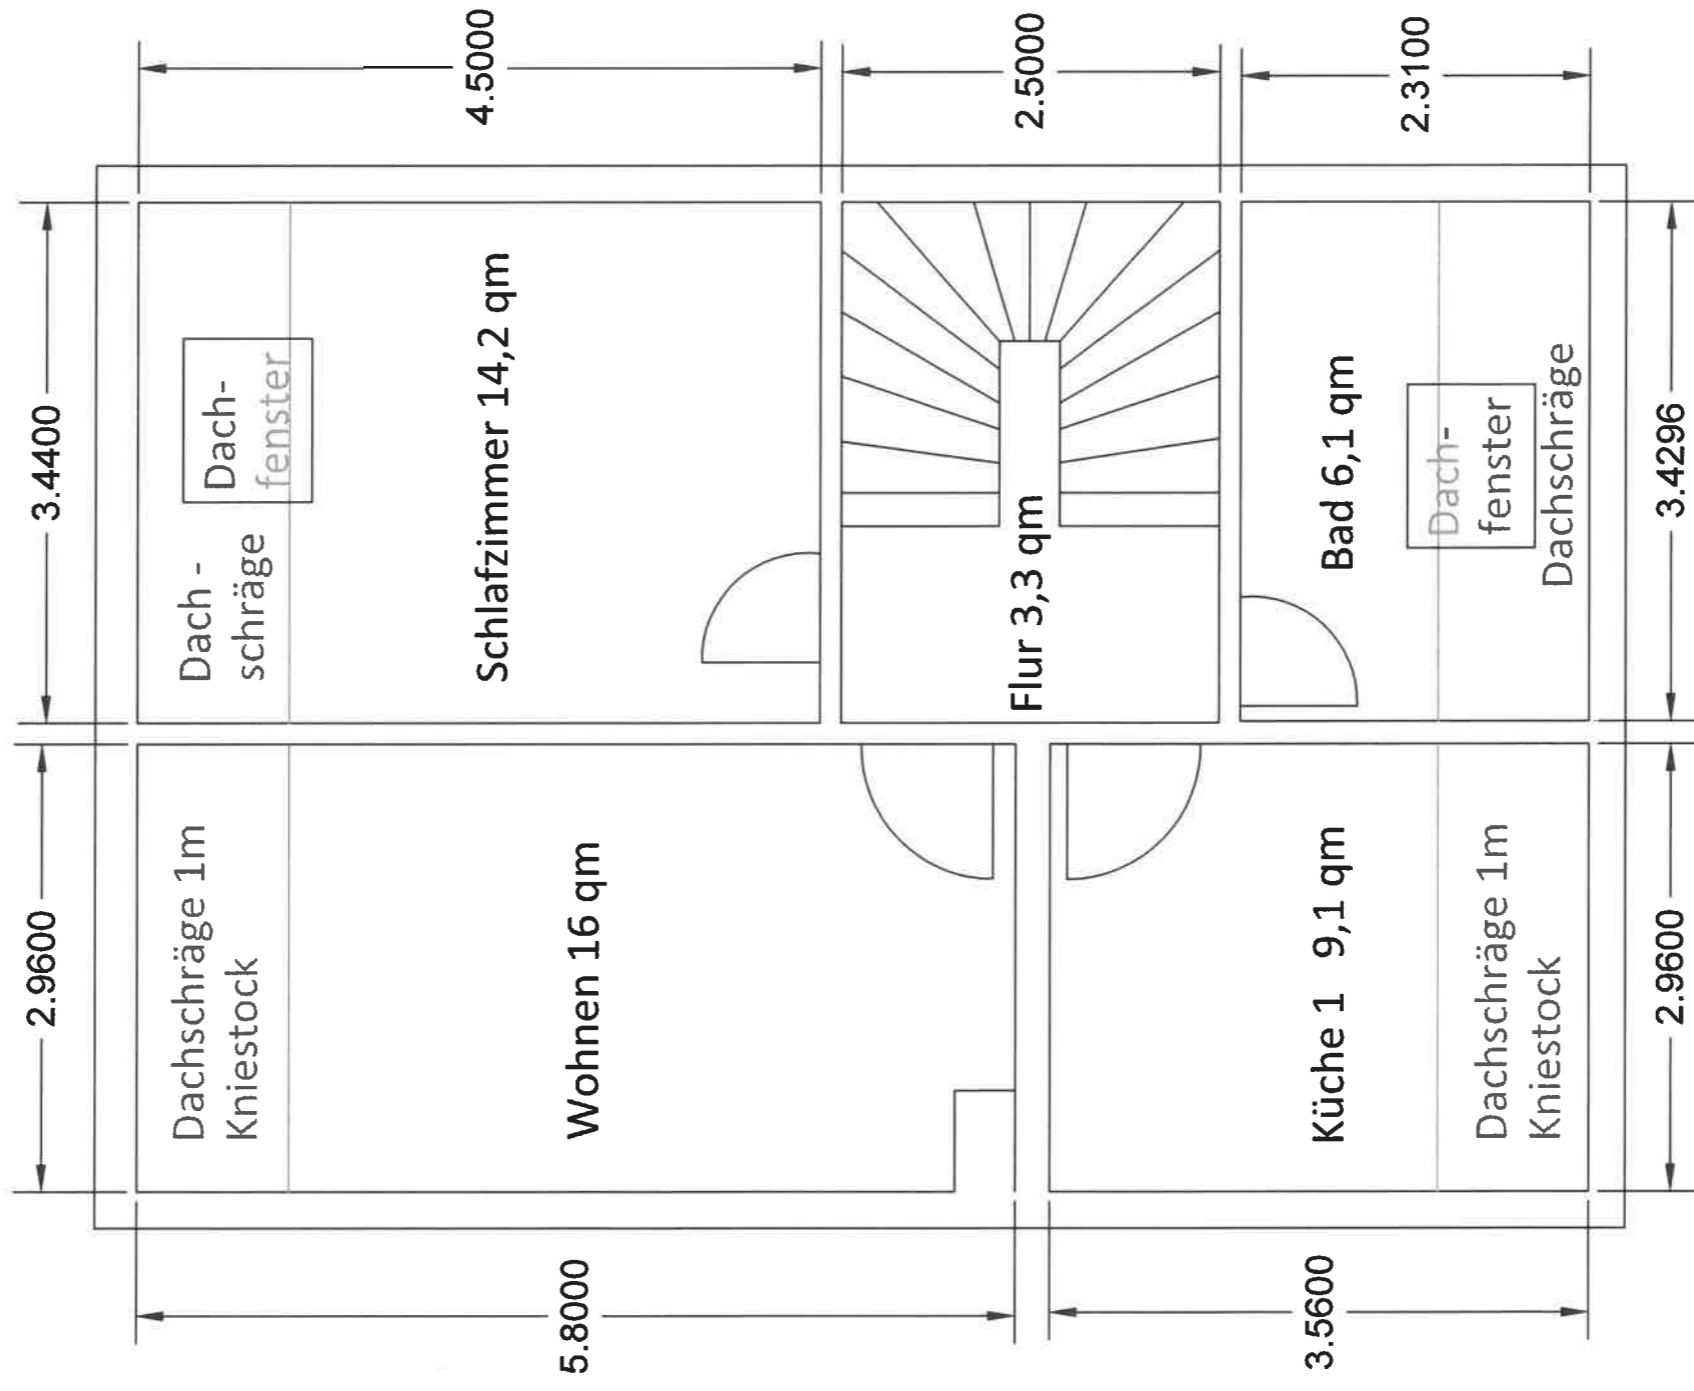 4.5000
2.5000
2.3100
3.4400
Dach -
schräge
Dach-
fenster
Schlafzimmer 14,2 qm
Flur 3,3 qm
Bad 6,1 qm
Dach-
fenster
Dachschräge
3.4296
2.9600
Dachschräge 1m
Kniestock
Wohnen 16 qm
Küche 1 9,1 qm
Dachschräge 1m
Kniestock
2.9600
5.8000
3.5600